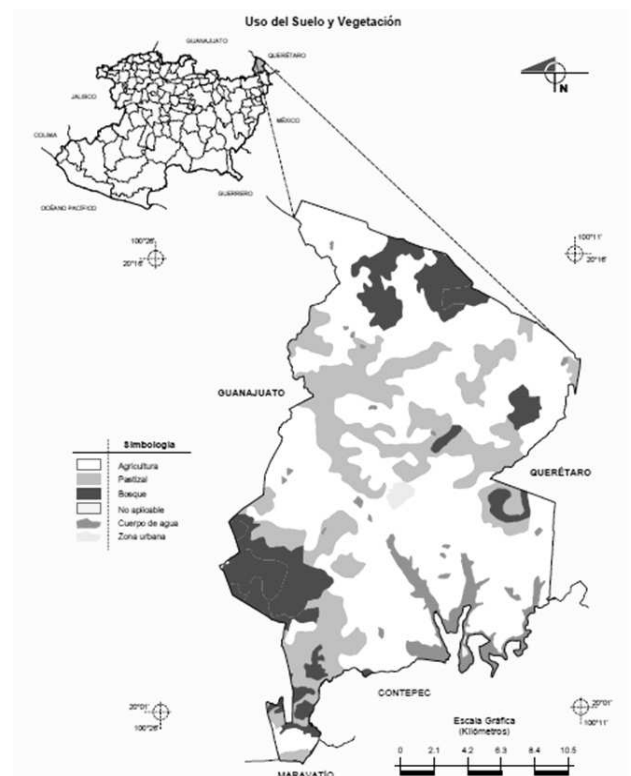 Uso del Suelo y Vegetación
GUANAJUATO
QUERÉTARO
JALISCO
MÉXICO
COLIMA
GUERRERO
OCÉANO PACÍFICO
N
100°26'
20°16'
100°11'
20°16'
GUANAJUATO
QUERÉTARO
Simbología
Agricultura
Pastizal
Bosque
No aplicable
Cuerpo de agua
Zona urbana
CONTEPEC
MARAVATÍO
20°01'
100°26'
20°01'
100°11'
Escala Gráfica
(Kilómetros)
0 2.1 4.2 6.3 8.4 10.5